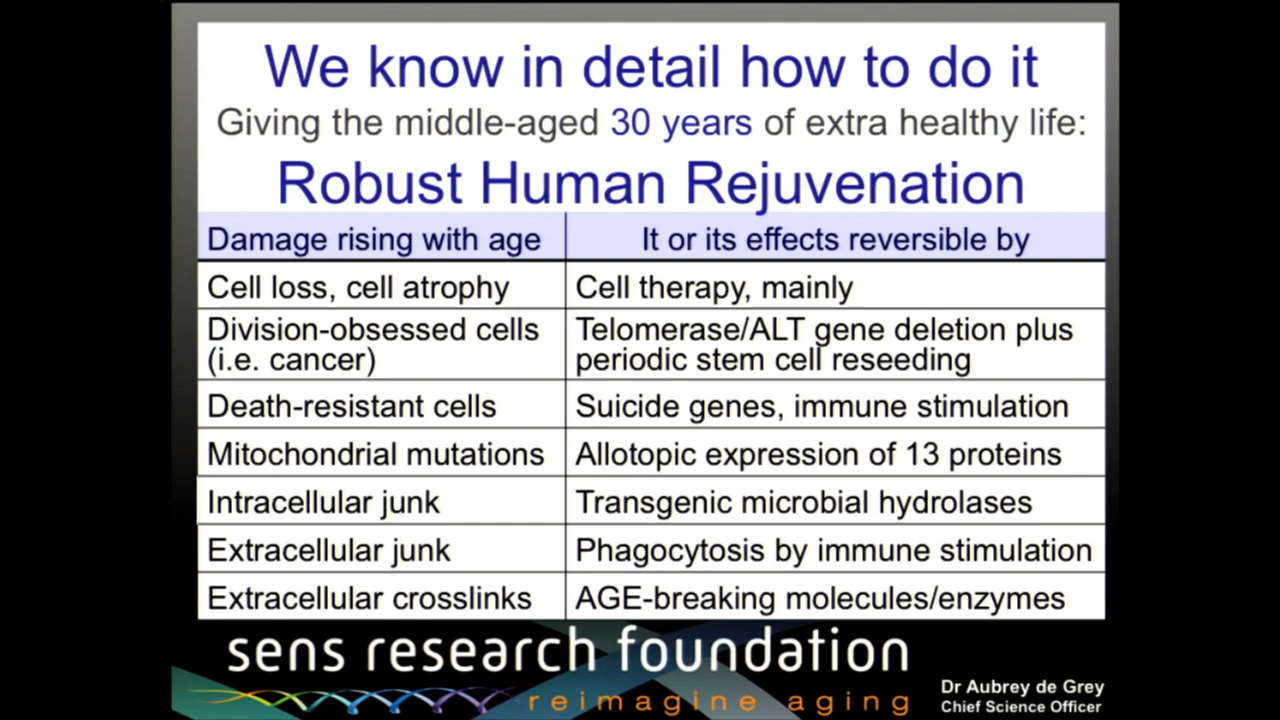 We know in detail how to do it
Giving the middle-aged 30 years of extra healthy life:
Robust Human Rejuvenation
Damage rising with age
It or its effects reversible by
Cell loss, cell atrophy
Cell therapy, mainly
Division-obsessed cells
(i.e. cancer)
Telomerase/ALT gene deletion plus
periodic stem cell reseeding
Death-resistant cells
Suicide genes, immune stimulation
Mitochondrial mutations
Allotopic expression of 13 proteins
Intracellular junk
Transgenic microbial hydrolases
Extracellular junk
Phagocytosis by immune stimulation
Extracellular crosslinks
AGE-breaking molecules/enzymes
sens research foundation
reimagine aging
Dr Aubrey de Grey
Chief Science Officer